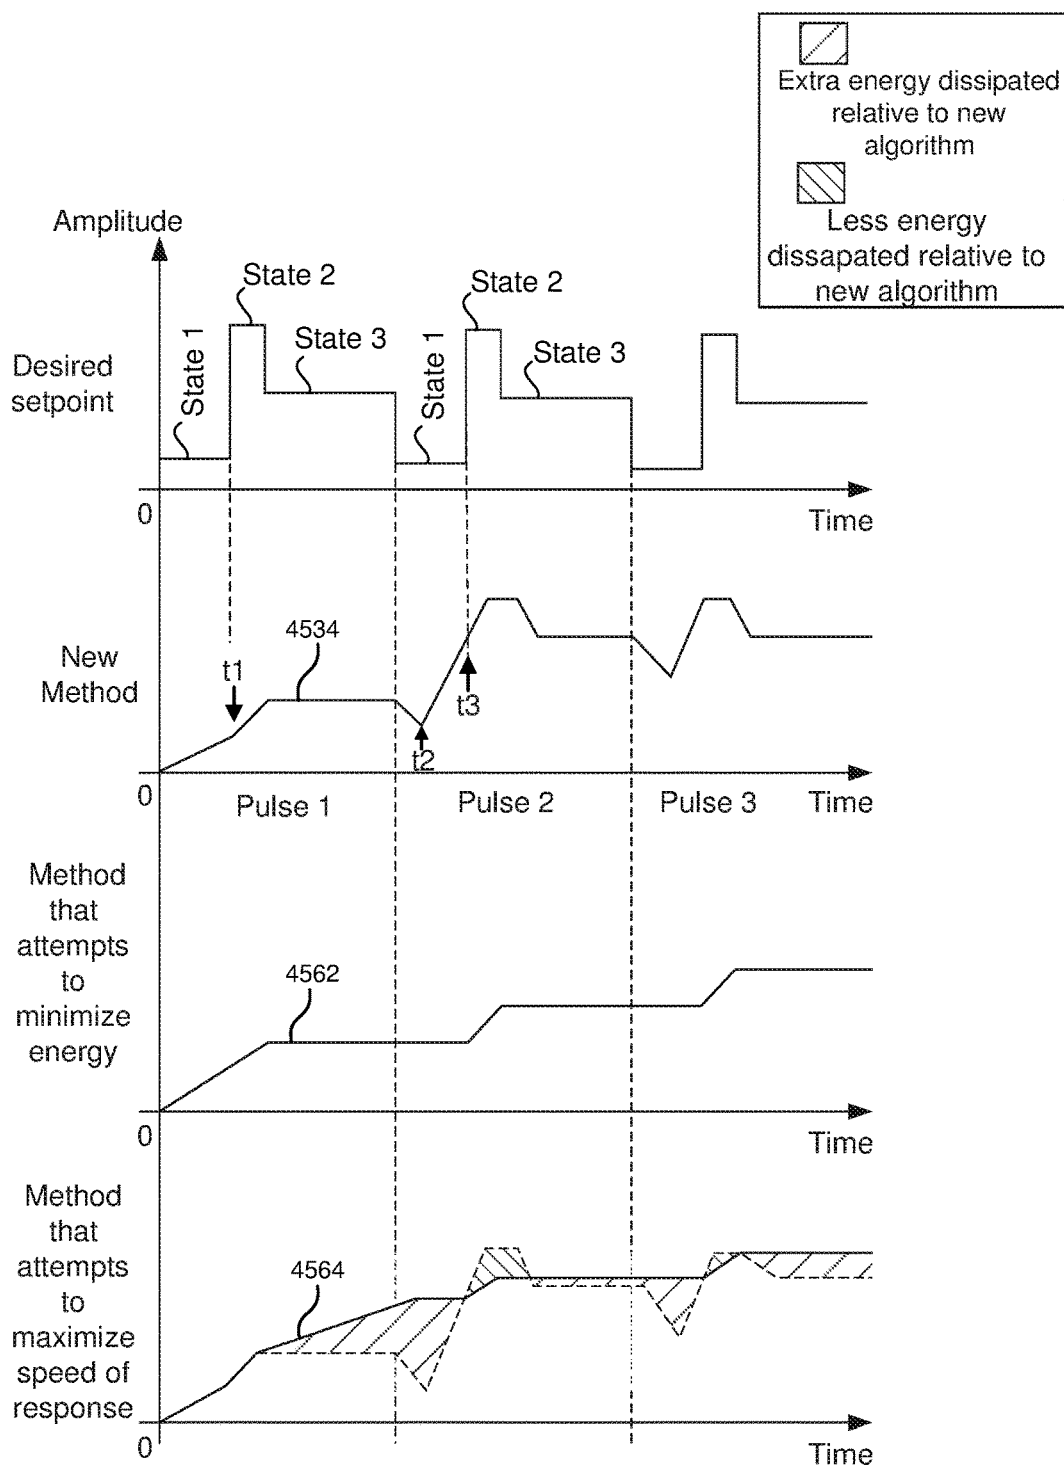 Extra energy dissipated
relative to new
algorithm
Less energy
dissapated relative to
new algorithm
Amplitude
State 2
State 2
State 1
State 3
State 1
State 3
Desired
setpoint
0
Time
4534
New
Method
t1
t3
t2
0
Pulse 1
Pulse 2
Pulse 3
Time
Method
that
attempts
to
minimize
energy
4562
0
Time
Method
that
attempts
to
maximize
speed of
response
4564
0
Time